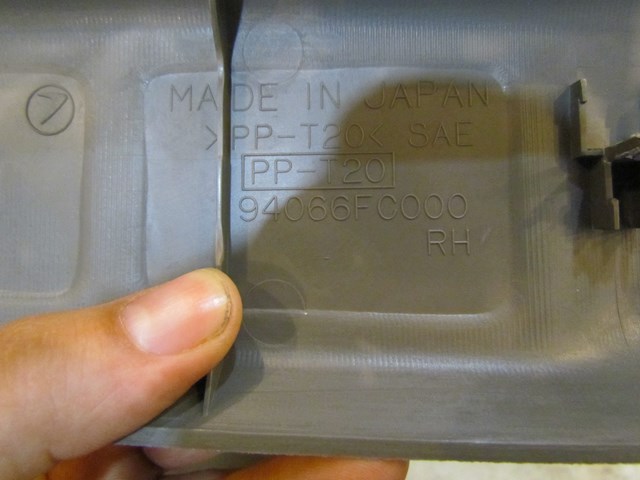 MADE IN JAPAN
>PP-T20< SAE
PP-T20
94066FC000
RH